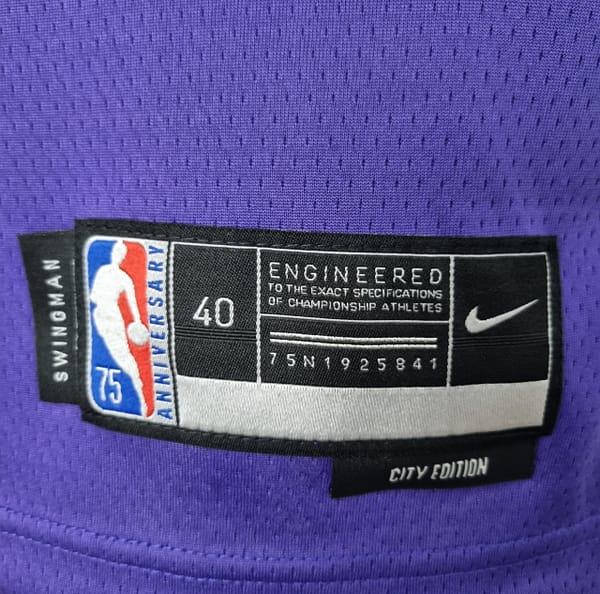 SWINGMAN
75
ANNIVERSARY
40
ENGINEERED
TO THE EXACT SPECIFICATIONS
OF CHAMPIONSHIP ATHLETES
75N1925841
CITY EDITION